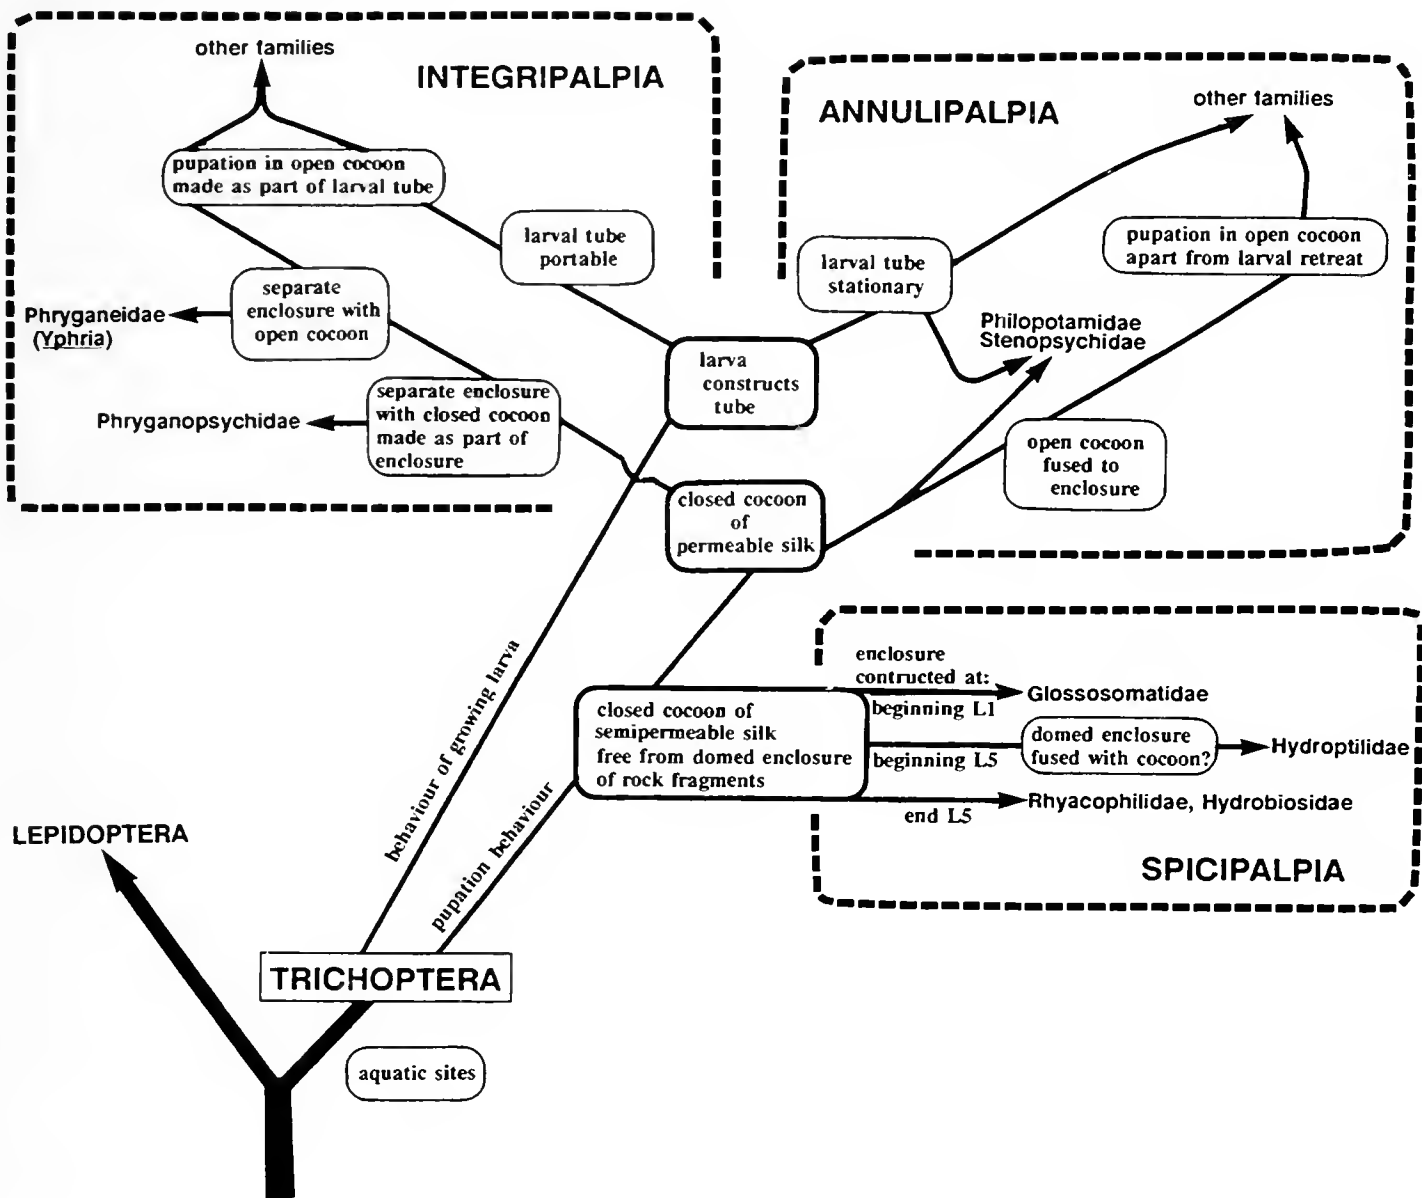 other families
INTEGRIPALPIA
pupation in open cocoon
made as part of larval tube
larval tube
portable
separate
enclosure with
open cocoon
Phryganeidae
(Yphria)
separate enclosure
with closed cocoon
made as part of
enclosure
Phryganopsychidae
ANNULIPALPIA
other families
larval tube
stationary
pupation in open cocoon
apart from larval retreat
Philopotamidae
Stenopsychidae
larva
constructs
tube
open cocoon
fused to
enclosure
closed cocoon
of
permeable silk
behaviour of growing larva
pupation behaviour
closed cocoon of
semipermeable silk
free from domed enclosure
of rock fragments
enclosure
contructed at:
beginning L1
Glossosomatidae
beginning L5
domed enclosure
fused with cocoon?
Hydroptilidae
end L5
Rhyacophilidae, Hydrobiosidae
SPICIPALPIA
LEPIDOPTERA
TRICHOPTERA
aquatic sites